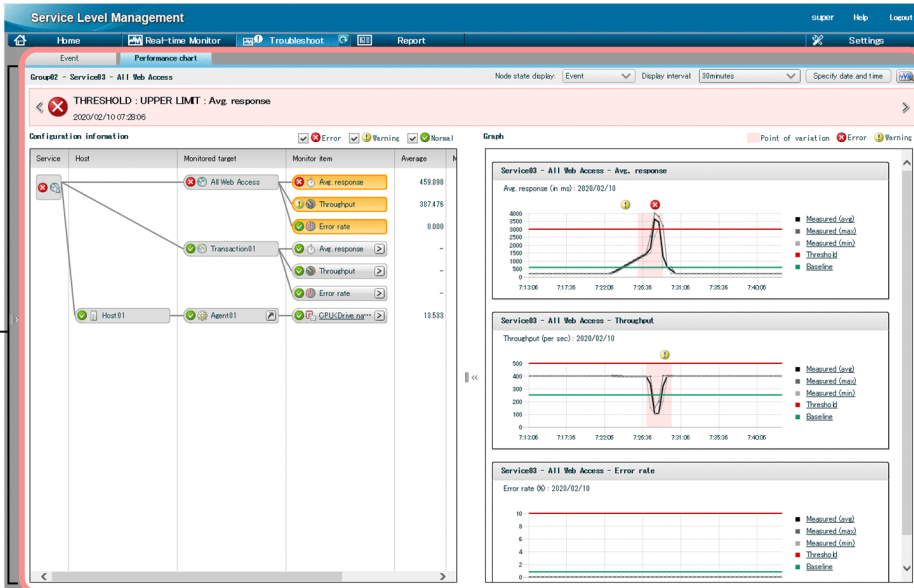 Service Level Management
super Help Logout
Home Real-time Monitor Troubleshoot Report Settings
Event Performance chart
Group02 - Service03 - All Web Access
Node state display: Event Display interval 30minutes Specify date and time
THRESHOLD : UPPER LIMIT : Avg. response
2020/02/10 07:28:06
Configuration information Error Warning Normal
Service Host Monitored target Monitor item Average M
All Web Access Avg. response 459.898
Throughput 387.476
Error rate 0.000
Transaction01 Avg. response > -
Throughput > -
Error rate > -
Host01 Agent01 CPU(KDrive.na… > 13.533
Graph Point of variation Error Warning
Service03 - All Web Access - Avg. response
Avg. response (in ms) : 2020/02/10
4000
3500
3000
2500
2000
1500
1000
500
0
7:13:06 7:17:36 7:22:06 7:26:36 7:31:06 7:35:36 7:40:06
Measured (avg)
Measured (max)
Measured (min)
Threshold
Baseline
Service03 - All Web Access - Throughput
Throughput (per sec) : 2020/02/10
500
400
300
200
100
0
7:13:06 7:17:36 7:22:06 7:26:36 7:31:06 7:35:36 7:40:06
Measured (avg)
Measured (max)
Measured (min)
Threshold
Baseline
Service03 - All Web Access - Error rate
Error rate (%) : 2020/02/10
10
8
6
4
2
0
Measured (avg)
Measured (max)
Measured (min)
Threshold
Baseline